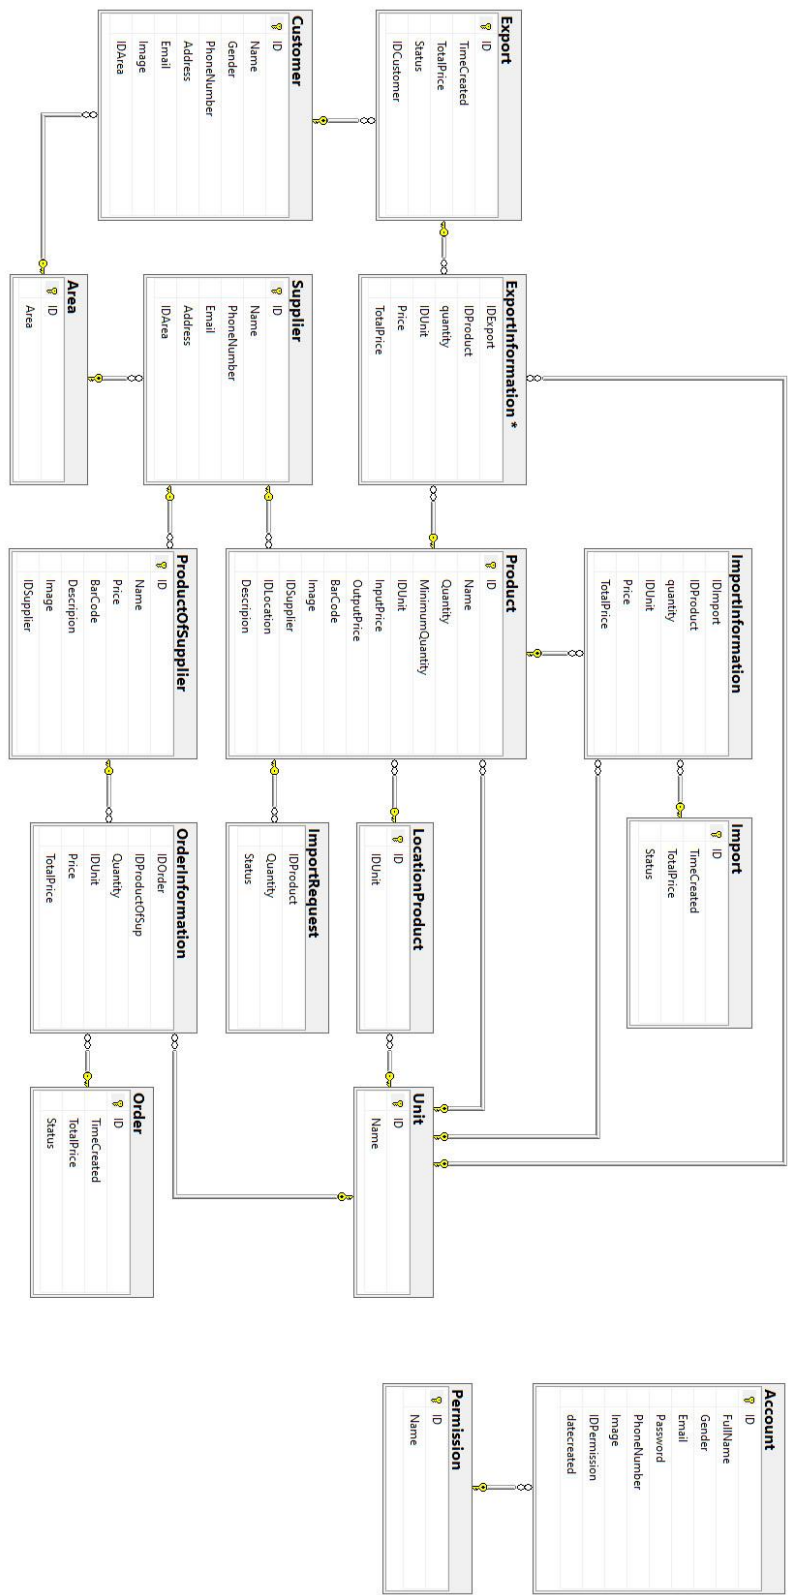 Account
ID
FullName
Gender
Email
Password
PhoneNumber
Image
IDPermission
datecreated
ImportInformation
IDImport
IDProduct
quantity
IDUnit
Price
TotalPrice
Import
ID
TimeCreated
TotalPrice
Status
Export
ID
TimeCreated
TotalPrice
Status
IDCustomer
ExportInformation *
IDExport
IDProduct
quantity
IDUnit
Price
TotalPrice
Product
ID
Name
Quantity
MinimumQuantity
IDUnit
InputPrice
OutputPrice
BarCode
Image
IDSupplier
IDLocation
Descripion
LocationProduct
ID
IDUnit
Unit
ID
Name
Permission
ID
Name
Customer
ID
Name
Gender
PhoneNumber
Address
Email
Image
IDArea
Supplier
ID
Name
PhoneNumber
Email
Address
IDArea
ImportRequest
IDProduct
Quantity
Status
ProductOfSupplier
ID
Name
Price
BarCode
Descripion
Image
IDSupplier
OrderInformation
IDOrder
IDProductOfSup
Quantity
IDUnit
Price
TotalPrice
Order
ID
TimeCreated
TotalPrice
Status
Area
ID
Area